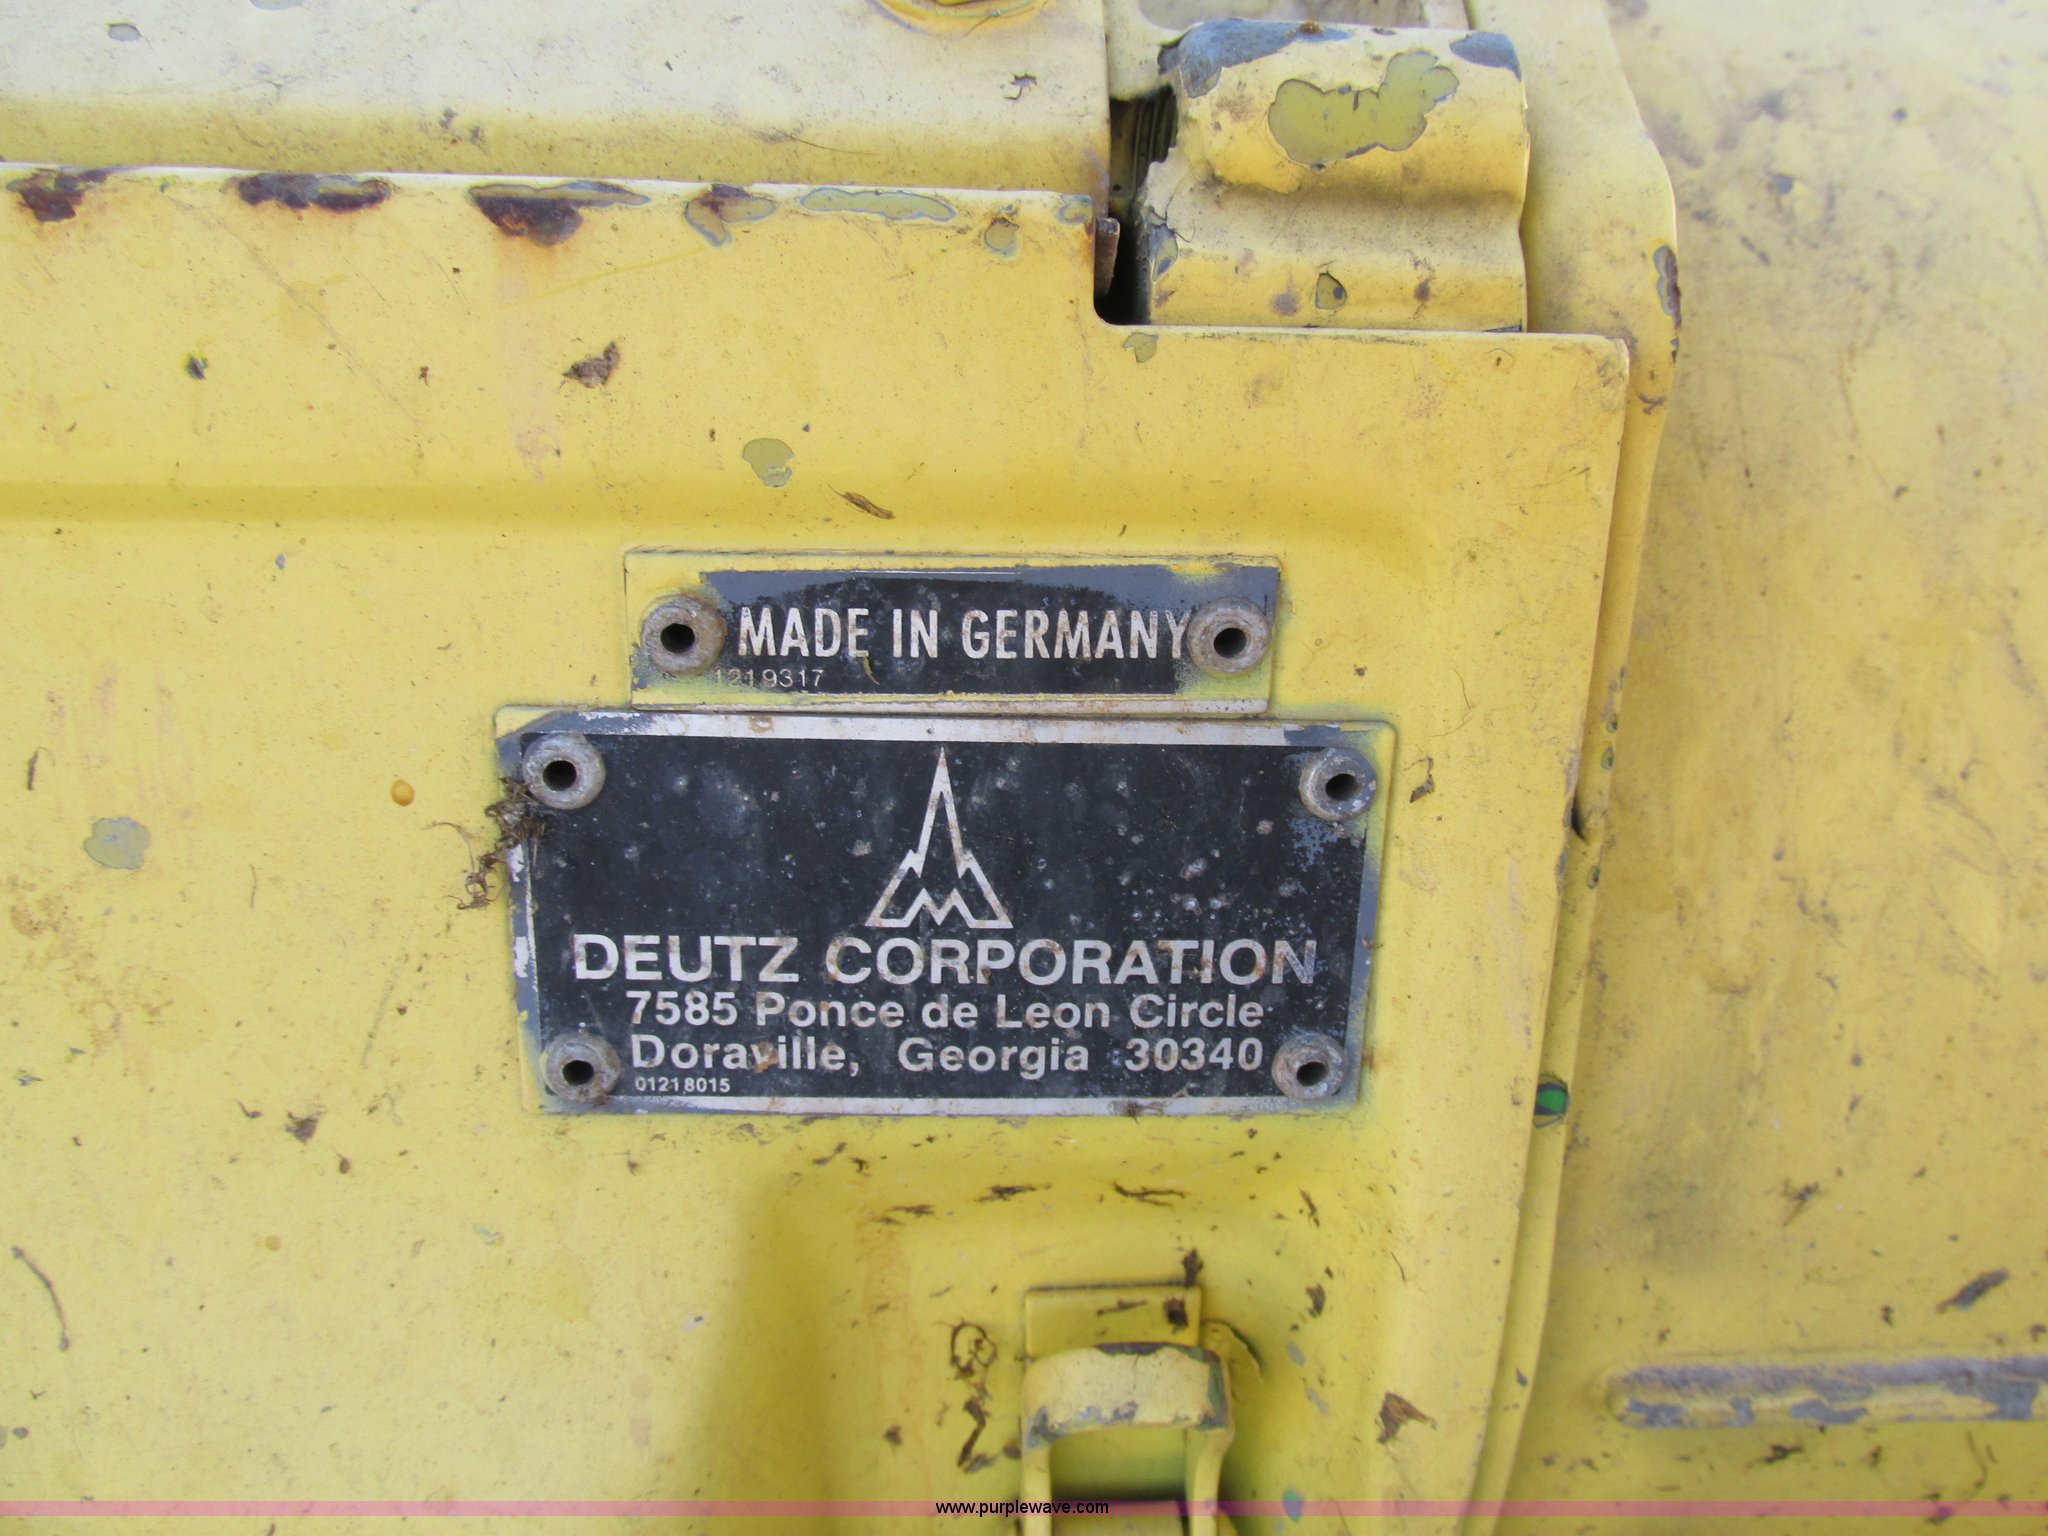 MADE IN GERMANY
1219317
DEUTZ CORPORATION
7585 Ponce de Leon Circle
Doraville, Georgia 30340
01218015
www.purplewave.com